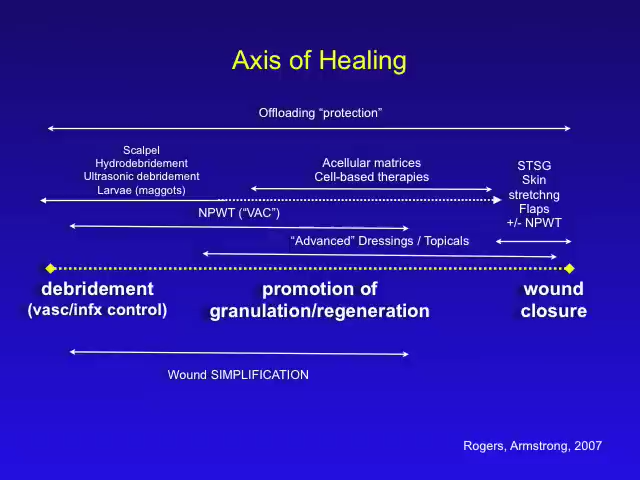 Axis of Healing
Offloading “protection”
Scalpel
Hydrodebridement
Ultrasonic debridement
Larvae (maggots)
Acellular matrices
Cell-based therapies
STSG
Skin
stretchng
Flaps
+/- NPWT
NPWT (“VAC”)
“Advanced” Dressings / Topicals
debridement
(vasc/infx control)
promotion of
granulation/regeneration
wound
closure
Wound SIMPLIFICATION
Rogers, Armstrong, 2007